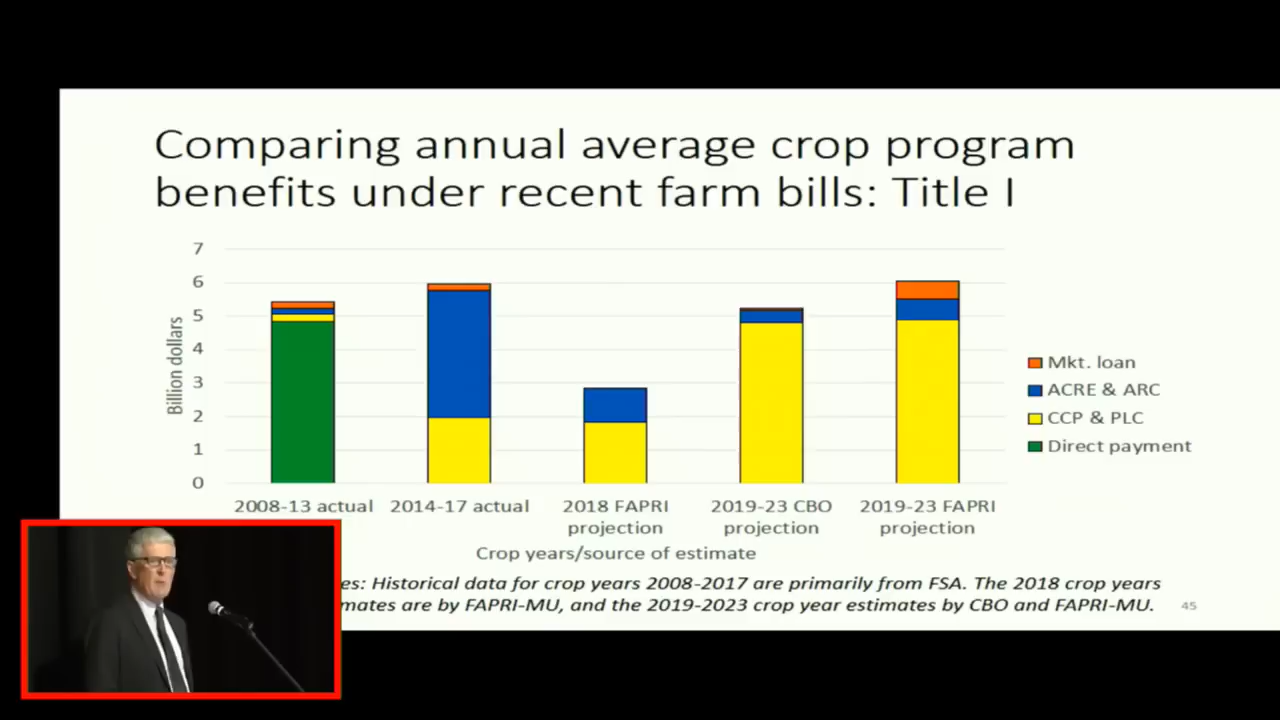 Comparing annual average crop program
benefits under recent farm bills: Title I
7
6
5
4
3
2
1
0
Billion dollars
2008-13 actual
2014-17 actual
2018 FAPRI
projection
2019-23 CBO
projection
2019-23 FAPRI
projection
Crop years/source of estimate
Mkt. loan
ACRE & ARC
CCP & PLC
Direct payment
Historical data for crop years 2008-2017 are primarily from FSA. The 2018 crop years
are by FAPRI-MU, and the 2019-2023 crop year estimates by CBO and FAPRI-MU.
45